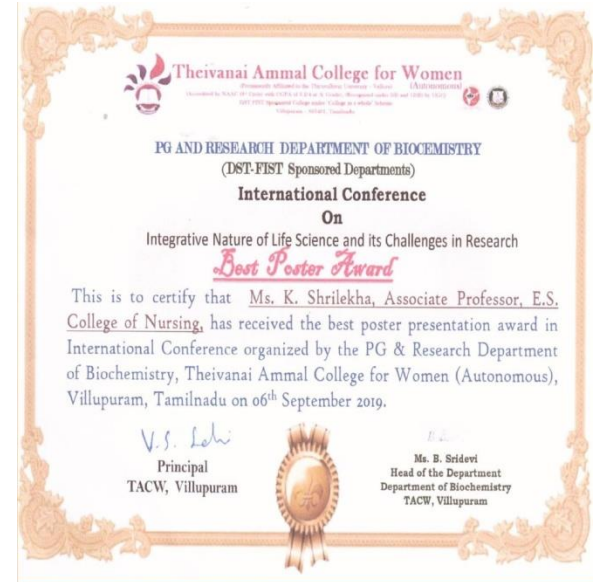 Theivanai Ammal College for Women
(Autonomous)
Villupuram - 605401, Tamilnadu
PG AND RESEARCH DEPARTMENT OF BIOCEMISTRY
(DST-FIST Sponsored Departments)
International Conference
On
Integrative Nature of Life Science and its Challenges in Research
Best Poster Award
This is to certify that Ms. K. Shrilekha, Associate Professor, E.S.
College of Nursing, has received the best poster presentation award in
International Conference organized by the PG & Research Department
of Biochemistry, Theivanai Ammal College for Women (Autonomous),
Villupuram, Tamilnadu on 06th September 2019.
Principal
TACW, Villupuram
Ms. B. Sridevi
Head of the Department
Department of Biochemistry
TACW, Villupuram